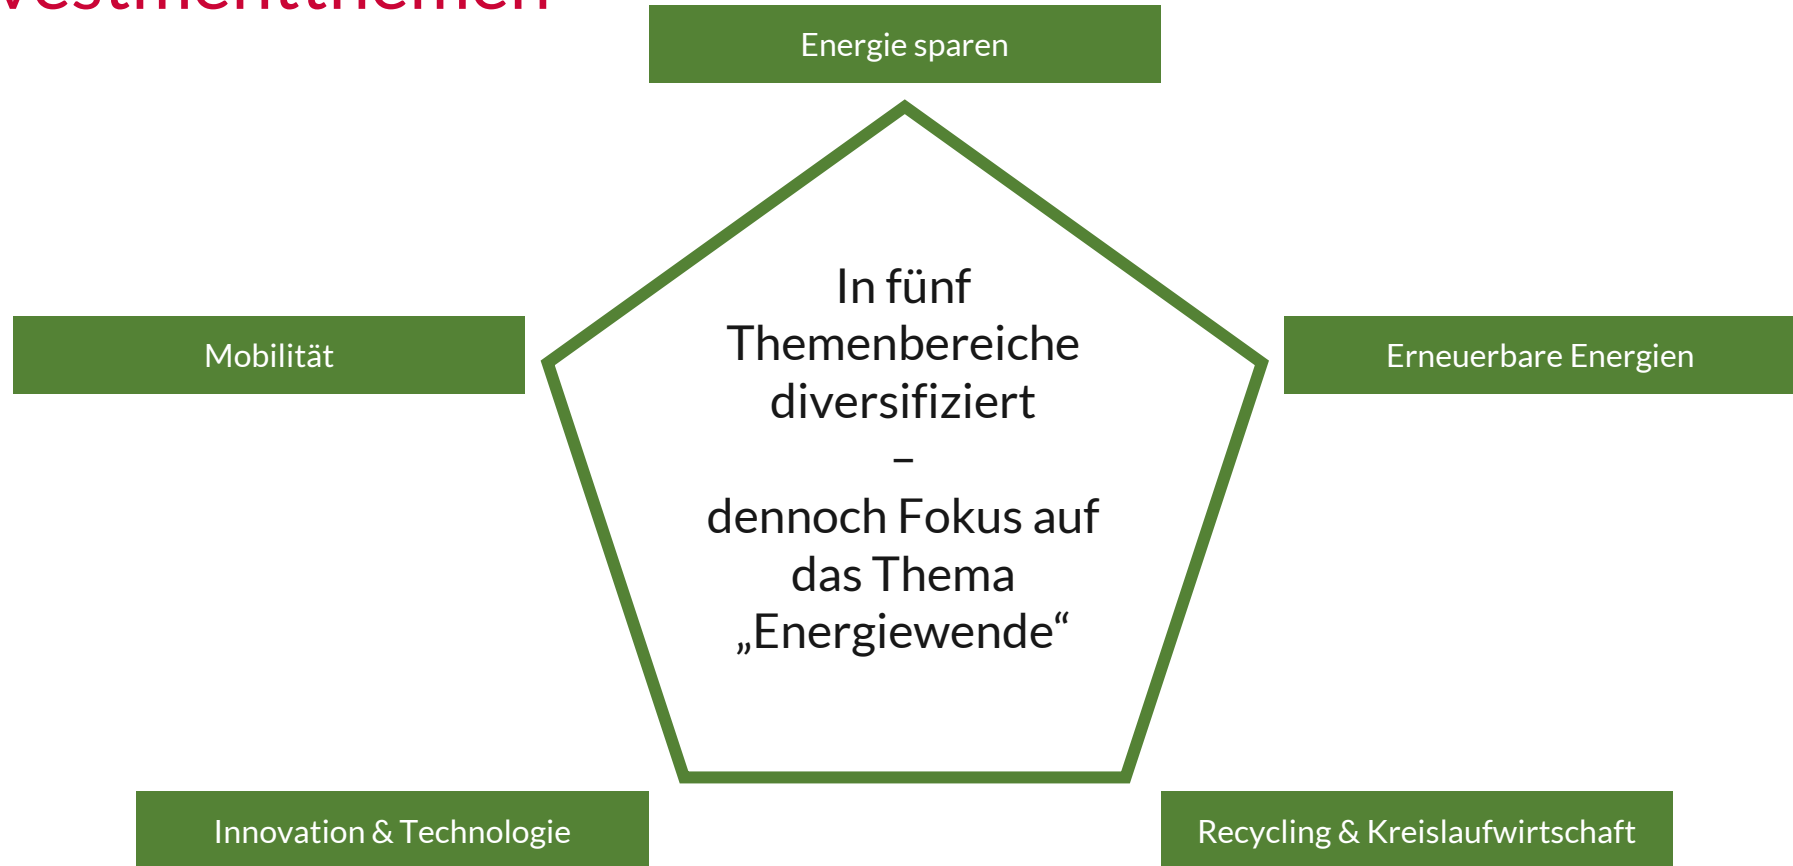 vestmentthemen
Energie sparen
Mobilität
In fünf
Themenbereiche
diversifiziert
–
dennoch Fokus auf
das Thema
„Energiewende“
Erneuerbare Energien
Innovation & Technologie
Recycling & Kreislaufwirtschaft